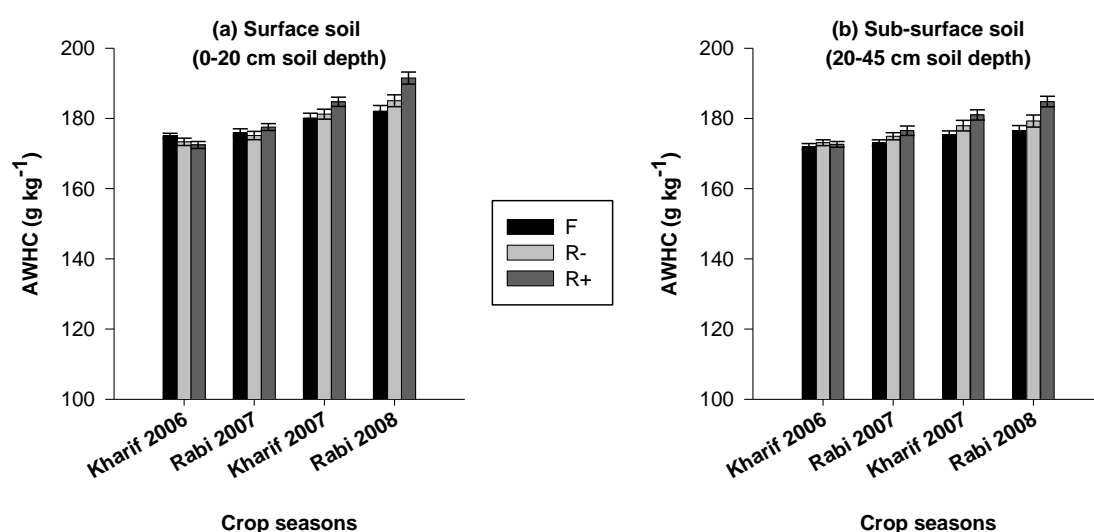 (a) Surface soil
(0-20 cm soil depth)
AWHC (g kg⁻¹)
200
180
160
140
120
100
Kharif 2006
Rabi 2007
Kharif 2007
Rabi 2008
Crop seasons
F
R-
R+
(b) Sub-surface soil
(20-45 cm soil depth)
AWHC (g kg⁻¹)
200
180
160
140
120
100
Kharif 2006
Rabi 2007
Kharif 2007
Rabi 2008
Crop seasons